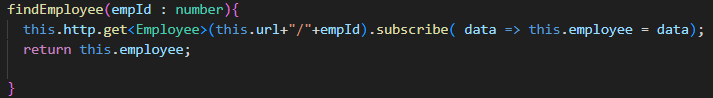 findEmployee(empId : number){
this.http.get<Employee>(this.url+"/"+empId).subscribe( data => this.employee = data);
return this.employee;
}